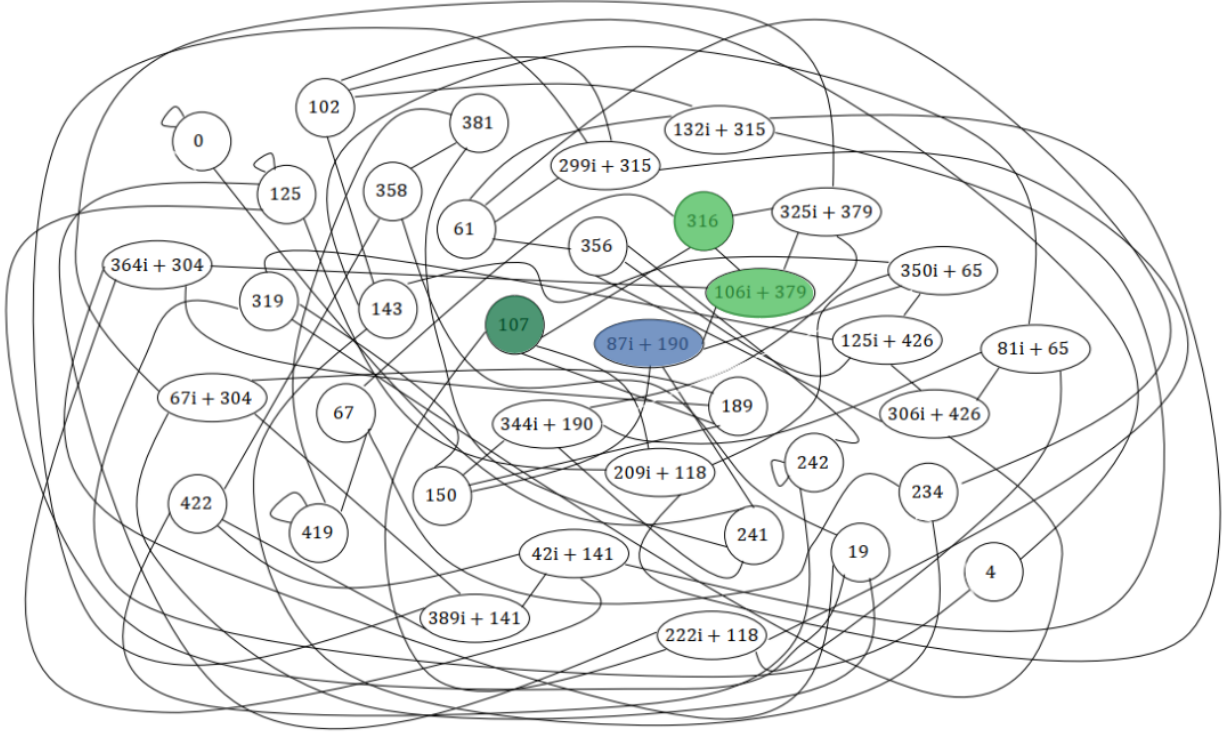 102
381
132i + 315
0
299i + 315
125
358
316
325i + 379
61
356
364i + 304
350i + 65
106i + 379
319
143
107
87i + 190
125i + 426
81i + 65
67i + 304
67
189
306i + 426
344i + 190
242
209i + 118
150
234
422
419
241
42i + 141
19
4
389i + 141
222i + 118